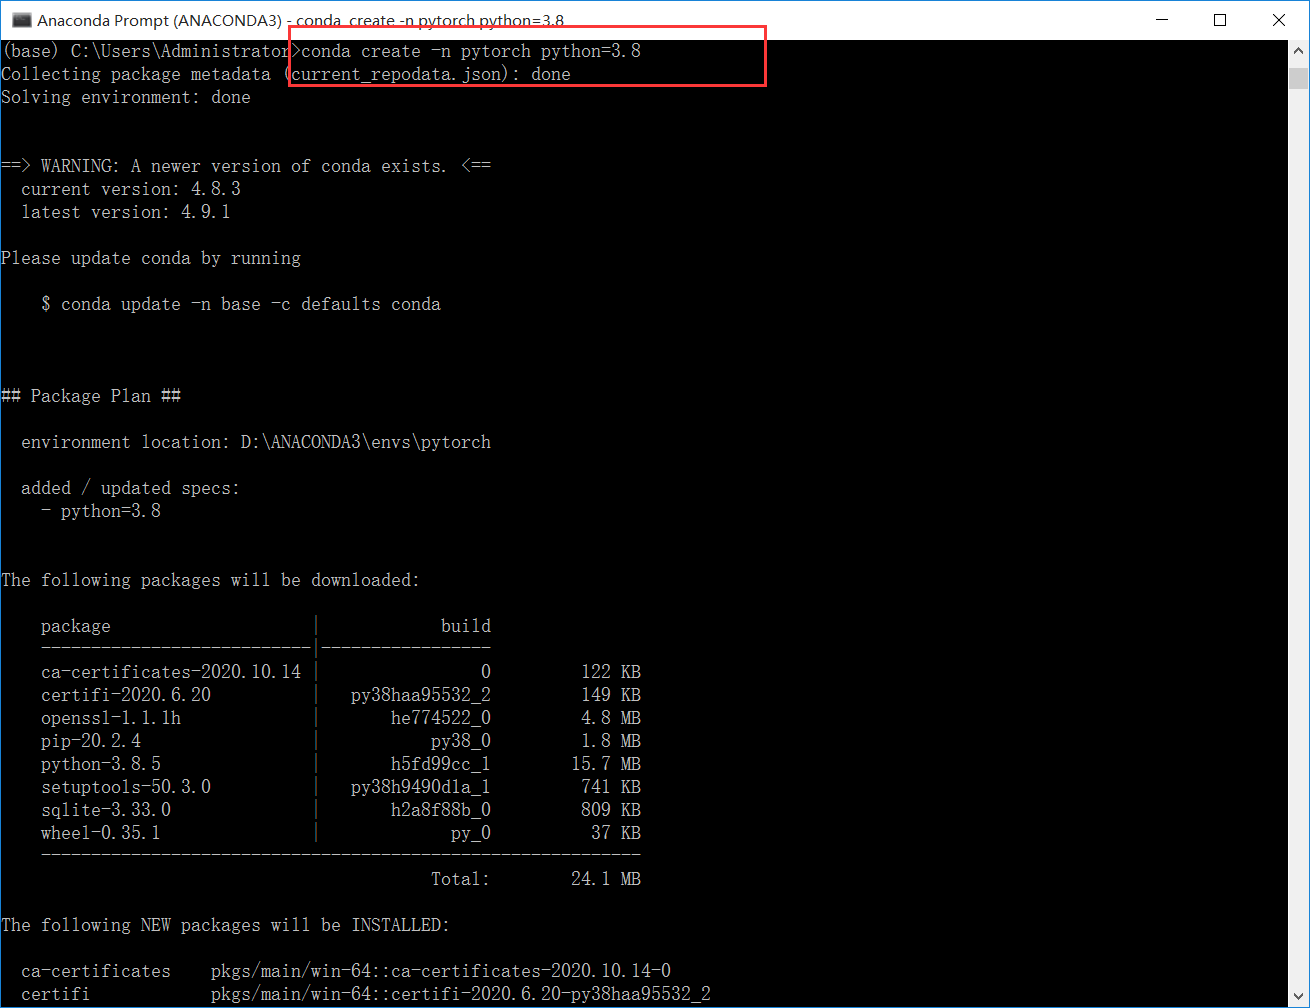 Anaconda Prompt (ANACONDA3) - conda create -n pytorch python=3.8
(base) C:\Users\Administrator>conda create -n pytorch python=3.8
Collecting package metadata (current_repodata.json): done
Solving environment: done
==> WARNING: A newer version of conda exists. <==
current version: 4.8.3
latest version: 4.9.1
Please update conda by running
$ conda update -n base -c defaults conda
## Package Plan ##
environment location: D:\ANACONDA3\envs\pytorch
added / updated specs:
- python=3.8
The following packages will be downloaded:
package | build
---------------------------|-----------------
ca-certificates-2020.10.14 | 0 122 KB
certifi-2020.6.20 | py38haa95532_2 149 KB
openssl-1.1.1h | he774522_0 4.8 MB
pip-20.2.4 | py38_0 1.8 MB
python-3.8.5 | h5fd99cc_1 15.7 MB
setuptools-50.3.0 | py38h9490d1a_1 741 KB
sqlite-3.33.0 | h2a8f88b_0 809 KB
wheel-0.35.1 | py_0 37 KB
------------------------------------------------------------
Total: 24.1 MB
The following NEW packages will be INSTALLED:
ca-certificates pkgs/main/win-64::ca-certificates-2020.10.14-0
certifi pkgs/main/win-64::certifi-2020.6.20-py38haa95532_2